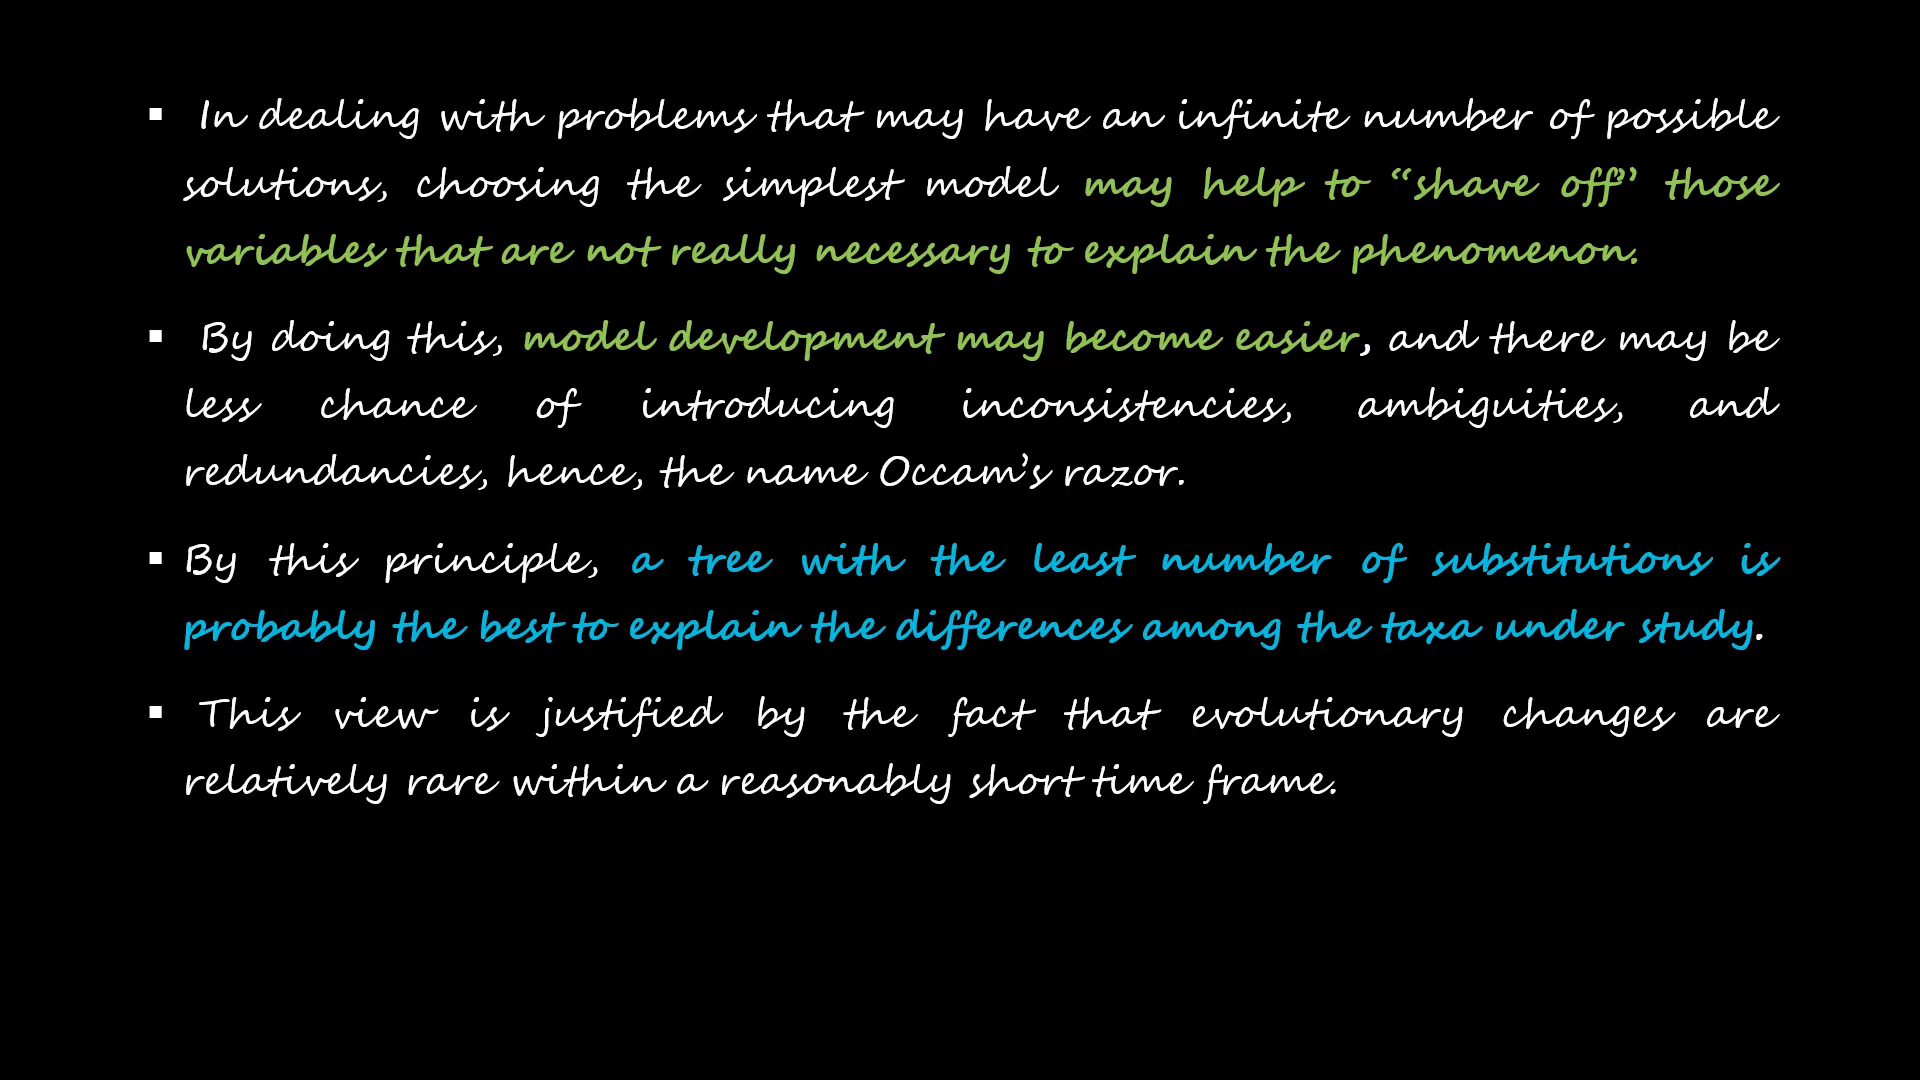 ▪ In dealing with problems that may have an infinite number of possible
solutions, choosing the simplest model may help to “shave off” those
variables that are not really necessary to explain the phenomenon.
▪ By doing this, model development may become easier, and there may be
less chance of introducing inconsistencies, ambiguities, and
redundancies, hence, the name Occam’s razor.
▪ By this principle, a tree with the least number of substitutions is
probably the best to explain the differences among the taxa under study.
▪ This view is justified by the fact that evolutionary changes are
relatively rare within a reasonably short time frame.